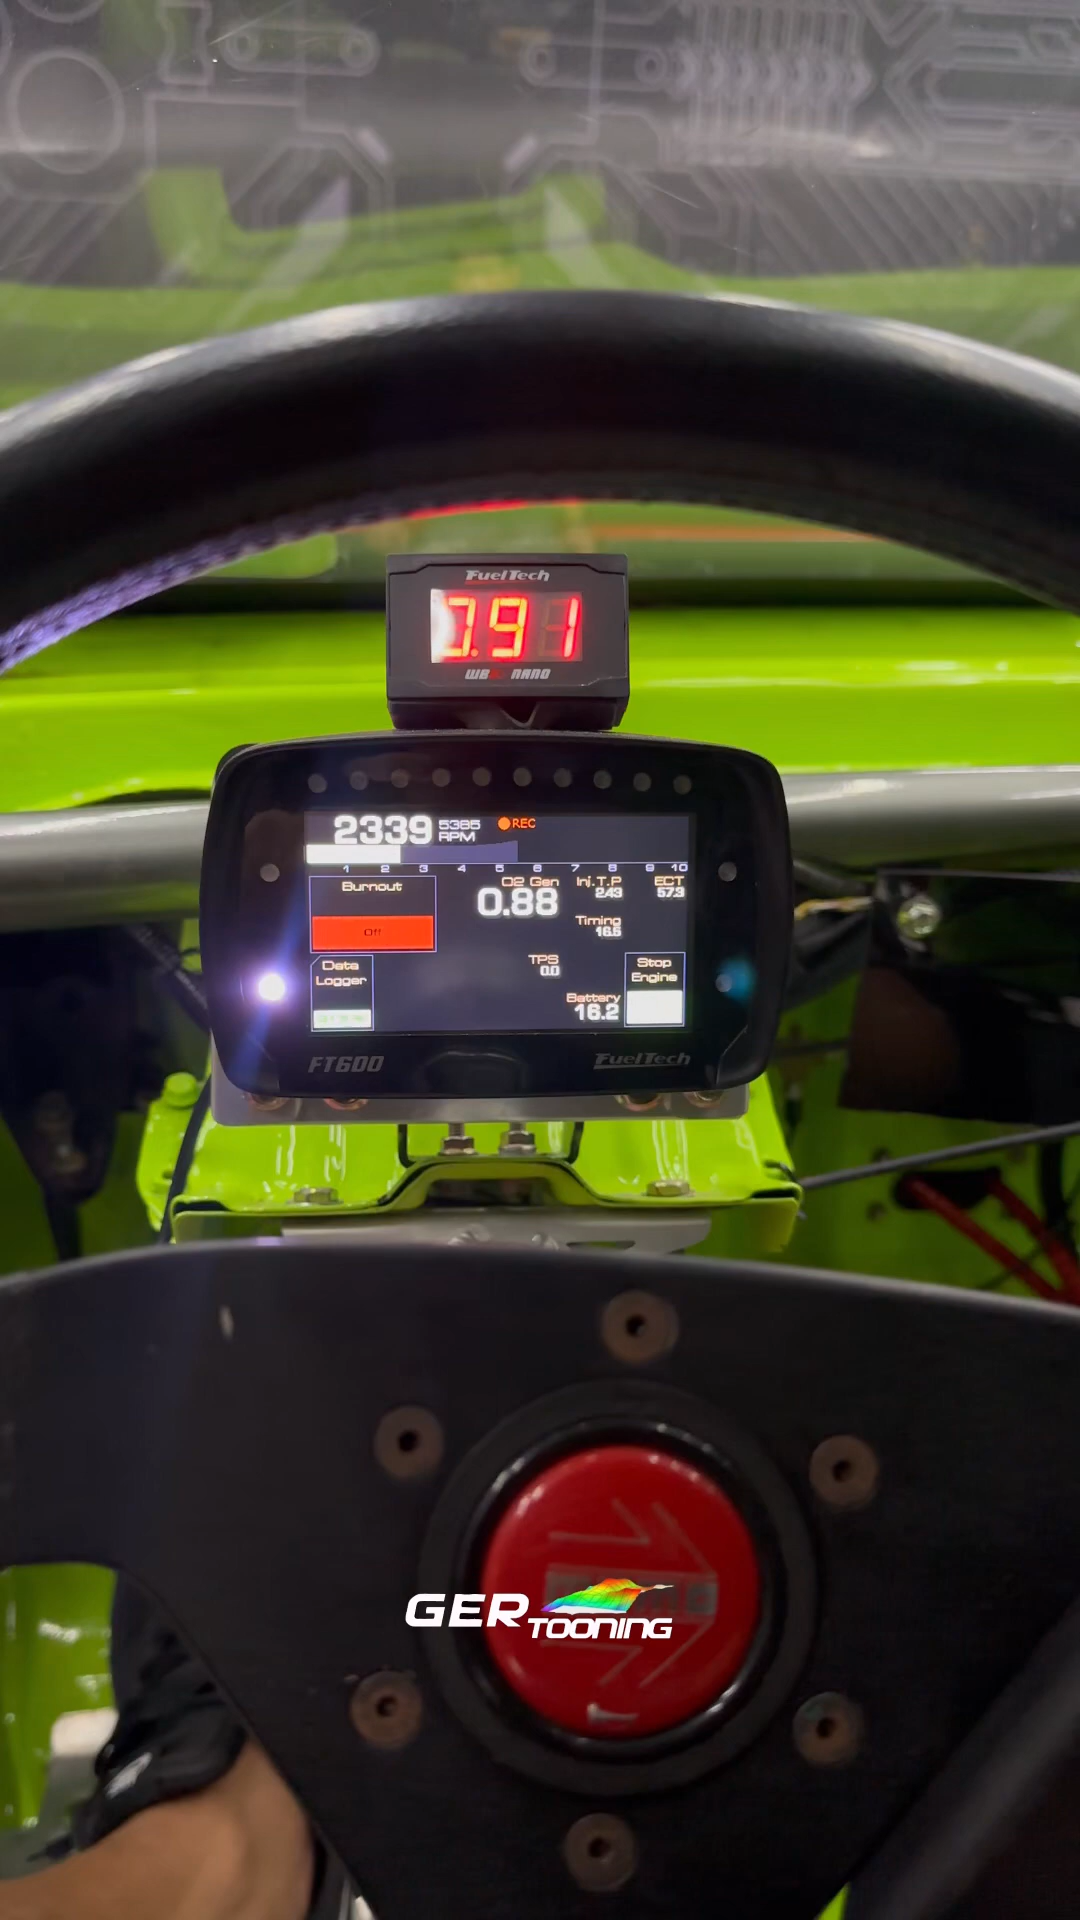 FuelTech
0.91
WB-O2 NANO
2339 5385 RPM
REC
1 2 3 4 5 6 7 8 9 10
Burnout
Off
O2 Gen
0.88
Inj.T.P
2.43
ECT
57.3
Timing
16.5
TPS
0.0
Data
Logger
Battery
16.2
Stop
Engine
FT600
FuelTech
GER
TOONING